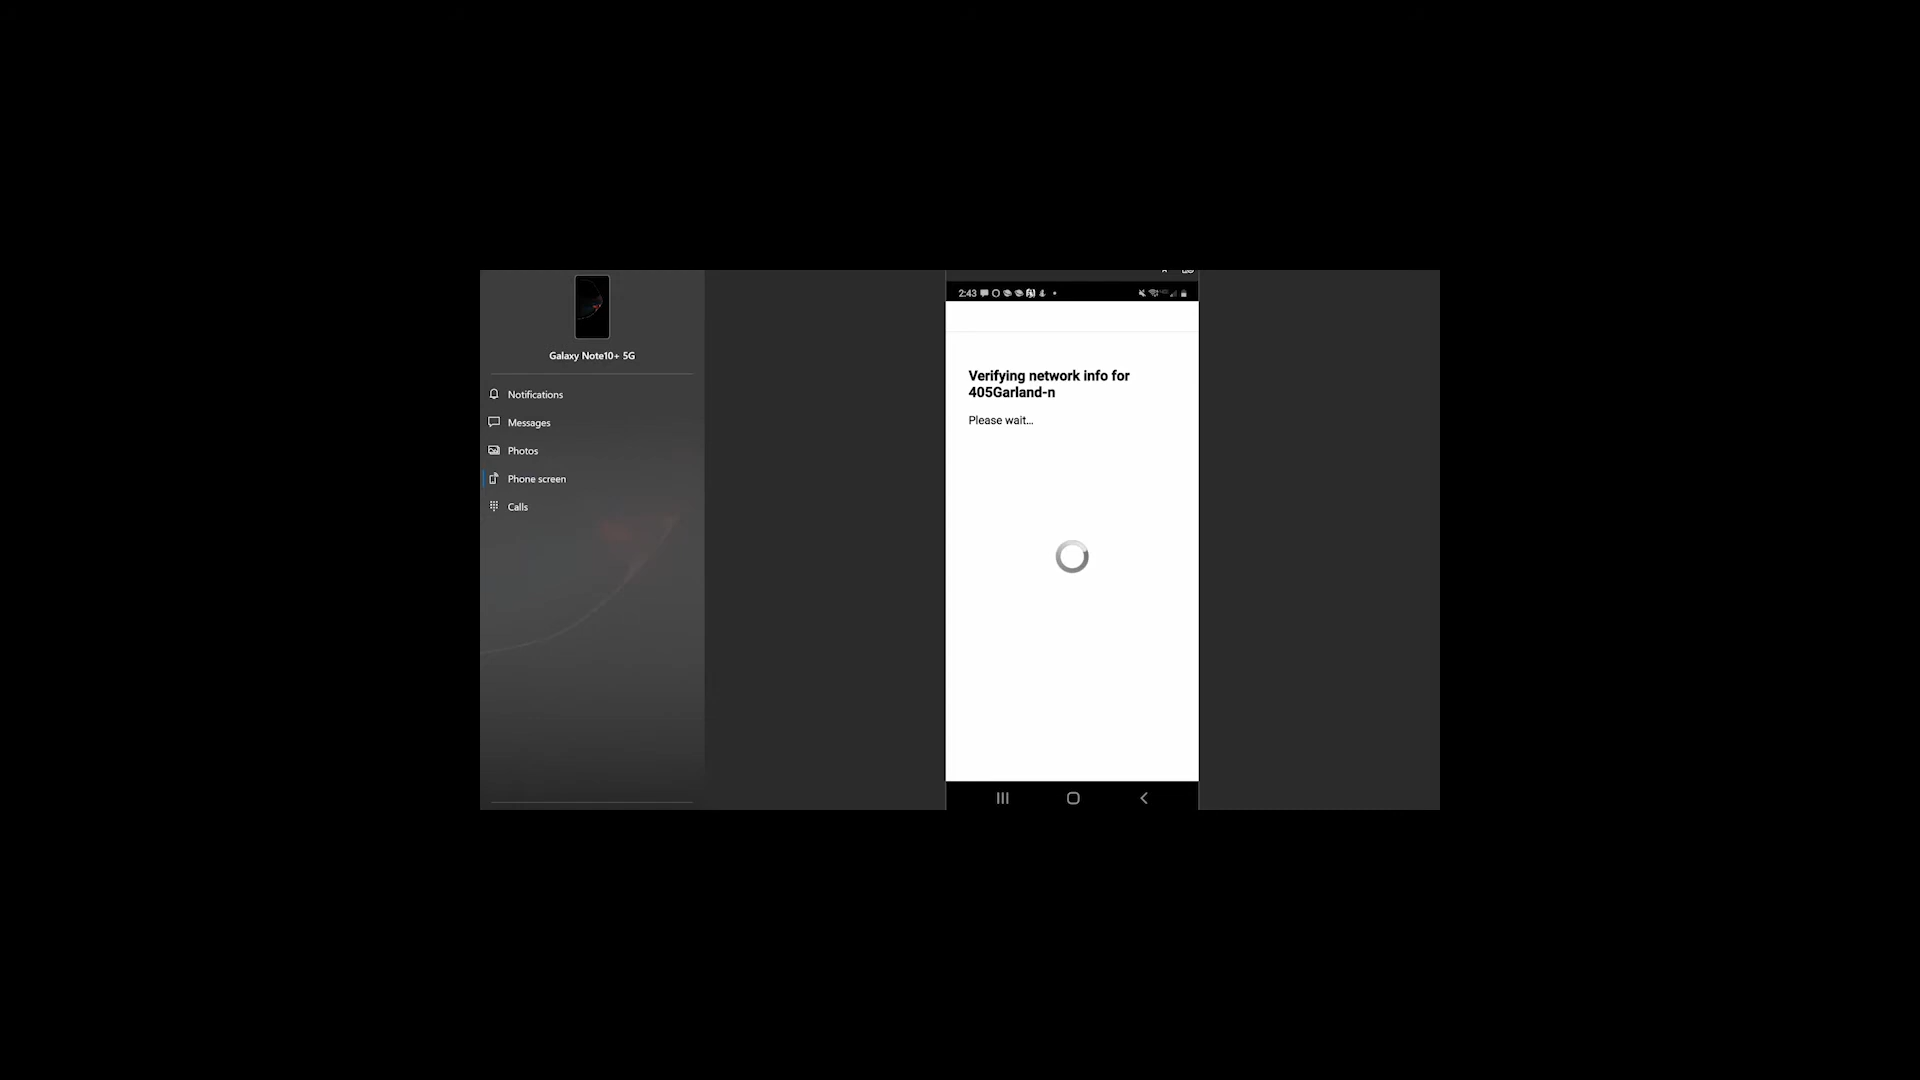 Galaxy Note10+ 5G
Notifications
Messages
Photos
Phone screen
Calls
2:43
Verifying network info for
405Garland-n
Please wait...